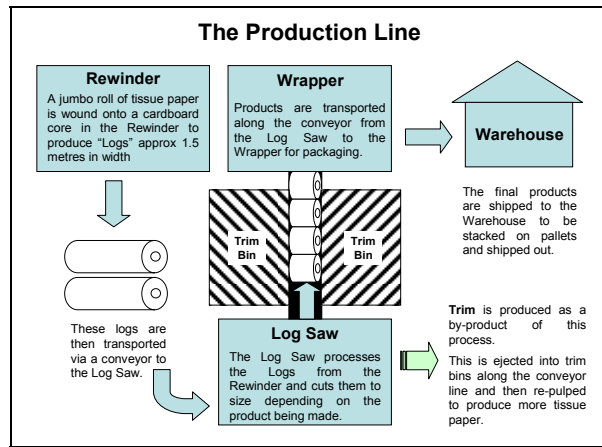 The Production Line
Rewinder
A jumbo roll of tissue paper
is wound onto a cardboard
core in the Rewinder to
produce “Logs” approx 1.5
metres in width
Wrapper
Products are transported
along the conveyor from
the Log Saw to the
Wrapper for packaging.
Warehouse
The final products
are shipped to the
Warehouse to be
stacked on pallets
and shipped out.
Trim
Bin
Trim
Bin
These logs are
then transported
via a conveyor to
the Log Saw.
Log Saw
The Log Saw processes
the Logs from the
Rewinder and cuts them to
size depending on the
product being made.
Trim is produced as a
by-product of this
process.
This is ejected into trim
bins along the conveyor
line and then re-pulped
to produce more tissue
paper.